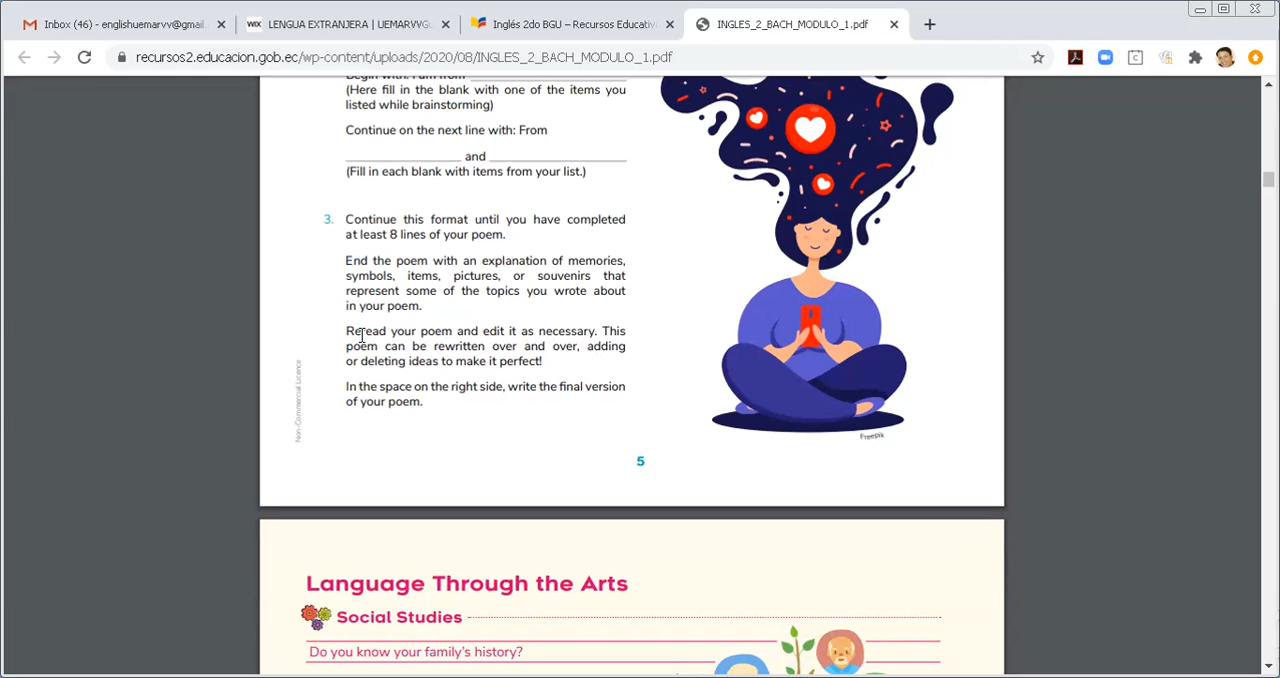 Inbox (46) - englishuemarvv@gmail.
LENGUA EXTRANJERA | UEMARVVGu
Inglés 2do BGU – Recursos Educativ
INGLES_2_BACH_MODULO_1.pdf
recursos2.educacion.gob.ec/wp-content/uploads/2020/08/INGLES_2_BACH_MODULO_1.pdf
Begin with: I am from
(Here fill in the blank with one of the items you
listed while brainstorming)
Continue on the next line with: From
and
(Fill in each blank with items from your list.)
3. Continue this format until you have completed
at least 8 lines of your poem.
End the poem with an explanation of memories,
symbols, items, pictures, or souvenirs that
represent some of the topics you wrote about
in your poem.
Reread your poem and edit it as necessary. This
poem can be rewritten over and over, adding
or deleting ideas to make it perfect!
In the space on the right side, write the final version
of your poem.
Non-Commercial Licence
Freepik
5
Language Through the Arts
Social Studies
Do you know your family's history?